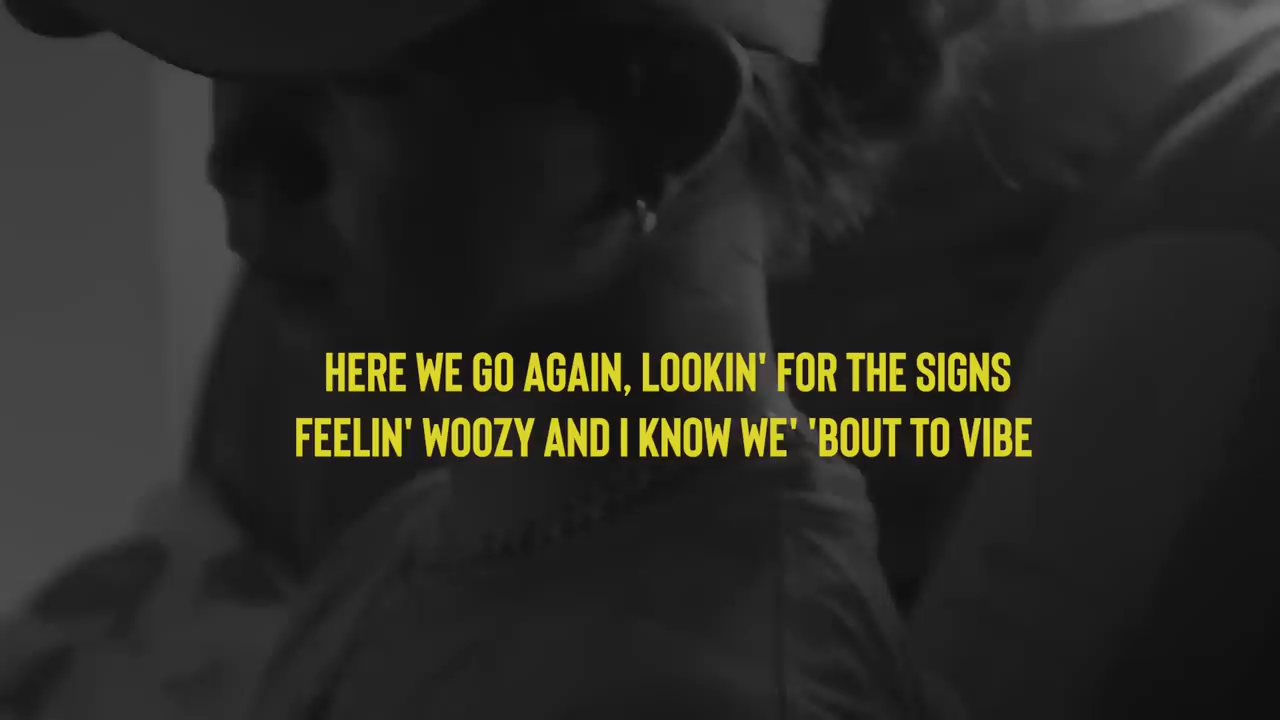 HERE WE GO AGAIN, LOOKIN' FOR THE SIGNS
FEELIN' WOOZY AND I KNOW WE' 'BOUT TO VIBE